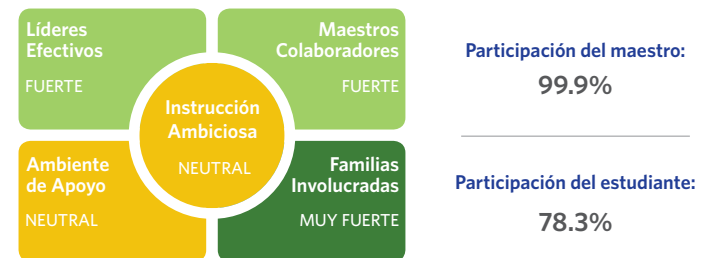 Líderes
Efectivos
FUERTE
Maestros
Colaboradores
FUERTE
Instrucción
Ambiciosa
NEUTRAL
Ambiente
de Apoyo
NEUTRAL
Familias
Involucradas
MUY FUERTE
Participación del maestro:
99.9%
Participación del estudiante:
78.3%